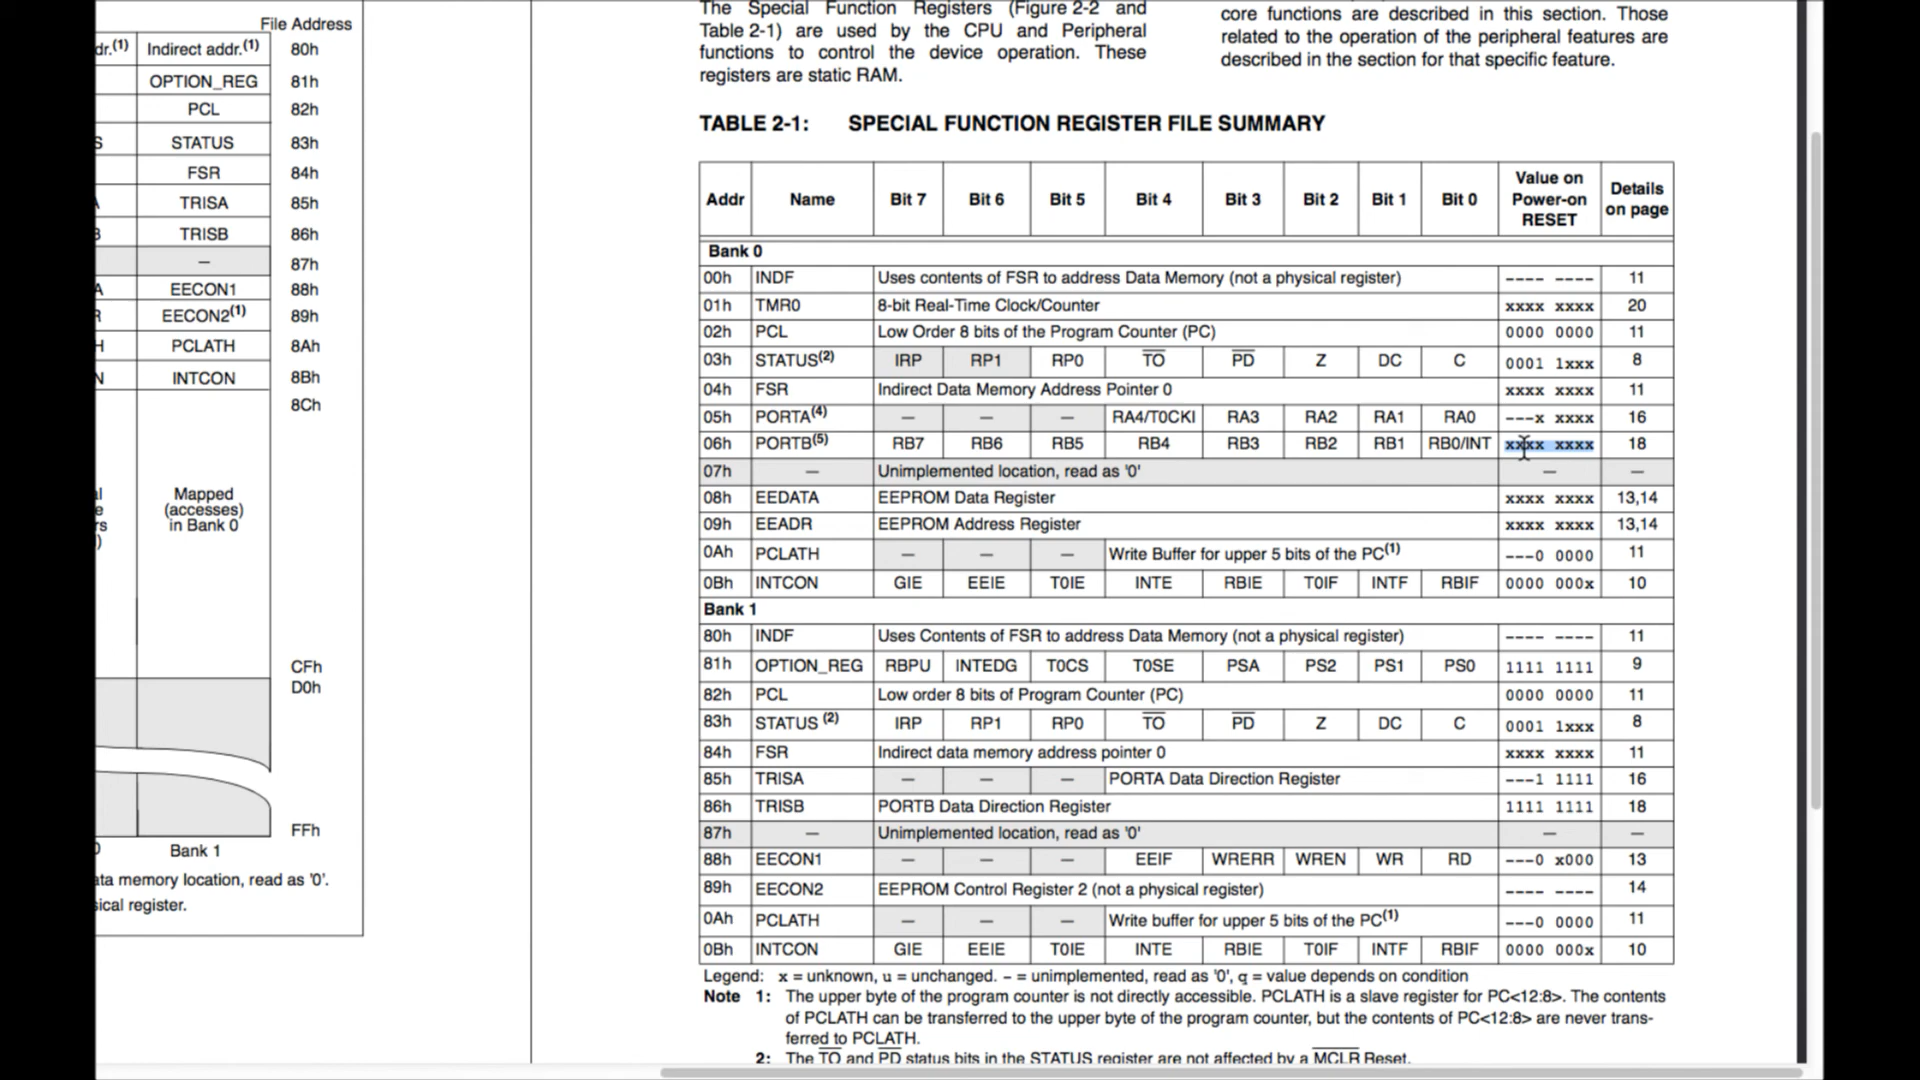 File Address
dr.(1) Indirect addr.(1) 80h
OPTION_REG 81h
PCL 82h
S STATUS 83h
FSR 84h
TRISA 85h
TRISB 86h
— 87h
EECON1 88h
EECON2(1) 89h
H PCLATH 8Ah
N INTCON 8Bh
8Ch
Mapped
(accesses)
in Bank 0
CFh
D0h
FFh
Bank 1
ata memory location, read as '0'.
sical register.
The Special Function Registers (Figure 2-2 and
Table 2-1) are used by the CPU and Peripheral
functions to control the device operation. These
registers are static RAM.
core functions are described in this section. Those
related to the operation of the peripheral features are
described in the section for that specific feature.
TABLE 2-1: SPECIAL FUNCTION REGISTER FILE SUMMARY
Addr Name Bit 7 Bit 6 Bit 5 Bit 4 Bit 3 Bit 2 Bit 1 Bit 0 Value on Power-on RESET Details on page
Bank 0
00h INDF Uses contents of FSR to address Data Memory (not a physical register) ---- ---- 11
01h TMR0 8-bit Real-Time Clock/Counter xxxx xxxx 20
02h PCL Low Order 8 bits of the Program Counter (PC) 0000 0000 11
03h STATUS(2) IRP RP1 RP0 TO PD Z DC C 0001 1xxx 8
04h FSR Indirect Data Memory Address Pointer 0 xxxx xxxx 11
05h PORTA(4) — — — RA4/T0CKI RA3 RA2 RA1 RA0 ---x xxxx 16
06h PORTB(5) RB7 RB6 RB5 RB4 RB3 RB2 RB1 RB0/INT xxxx xxxx 18
07h — Unimplemented location, read as '0' — —
08h EEDATA EEPROM Data Register xxxx xxxx 13,14
09h EEADR EEPROM Address Register xxxx xxxx 13,14
0Ah PCLATH — — — Write Buffer for upper 5 bits of the PC(1) ---0 0000 11
0Bh INTCON GIE EEIE T0IE INTE RBIE T0IF INTF RBIF 0000 000x 10
Bank 1
80h INDF Uses Contents of FSR to address Data Memory (not a physical register) ---- ---- 11
81h OPTION_REG RBPU INTEDG T0CS T0SE PSA PS2 PS1 PS0 1111 1111 9
82h PCL Low order 8 bits of Program Counter (PC) 0000 0000 11
83h STATUS (2) IRP RP1 RP0 TO PD Z DC C 0001 1xxx 8
84h FSR Indirect data memory address pointer 0 xxxx xxxx 11
85h TRISA — — — PORTA Data Direction Register ---1 1111 16
86h TRISB PORTB Data Direction Register 1111 1111 18
87h — Unimplemented location, read as '0' — —
88h EECON1 — — — EEIF WRERR WREN WR RD ---0 x000 13
89h EECON2 EEPROM Control Register 2 (not a physical register) ---- ---- 14
0Ah PCLATH — — — Write buffer for upper 5 bits of the PC(1) ---0 0000 11
0Bh INTCON GIE EEIE T0IE INTE RBIE T0IF INTF RBIF 0000 000x 10
Legend: x = unknown, u = unchanged. – = unimplemented, read as '0', q = value depends on condition
Note 1: The upper byte of the program counter is not directly accessible. PCLATH is a slave register for PC<12:8>. The contents
of PCLATH can be transferred to the upper byte of the program counter, but the contents of PC<12:8> are never trans-
ferred to PCLATH.
2: The TO and PD status bits in the STATUS register are not affected by a MCLR Reset.